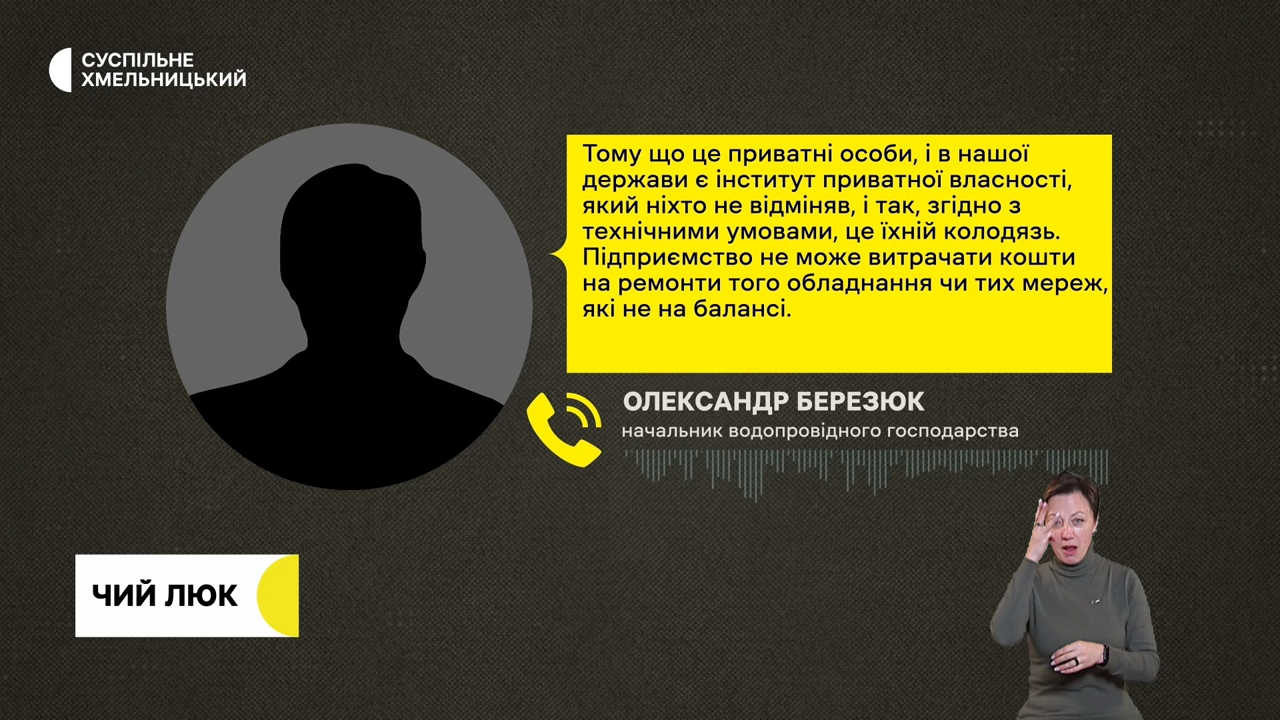 СУСПІЛЬНЕ
ХМЕЛЬНИЦЬКИЙ
Тому що це приватні особи, і в нашої
держави є інститут приватної власності,
який ніхто не відміняв, і так, згідно з
технічними умовами, це їхній колодязь.
Підприємство не може витрачати кошти
на ремонти того обладнання чи тих мереж,
які не на балансі.
ОЛЕКСАНДР БЕРЕЗЮК
начальник водопровідного господарства
ЧИЙ ЛЮК